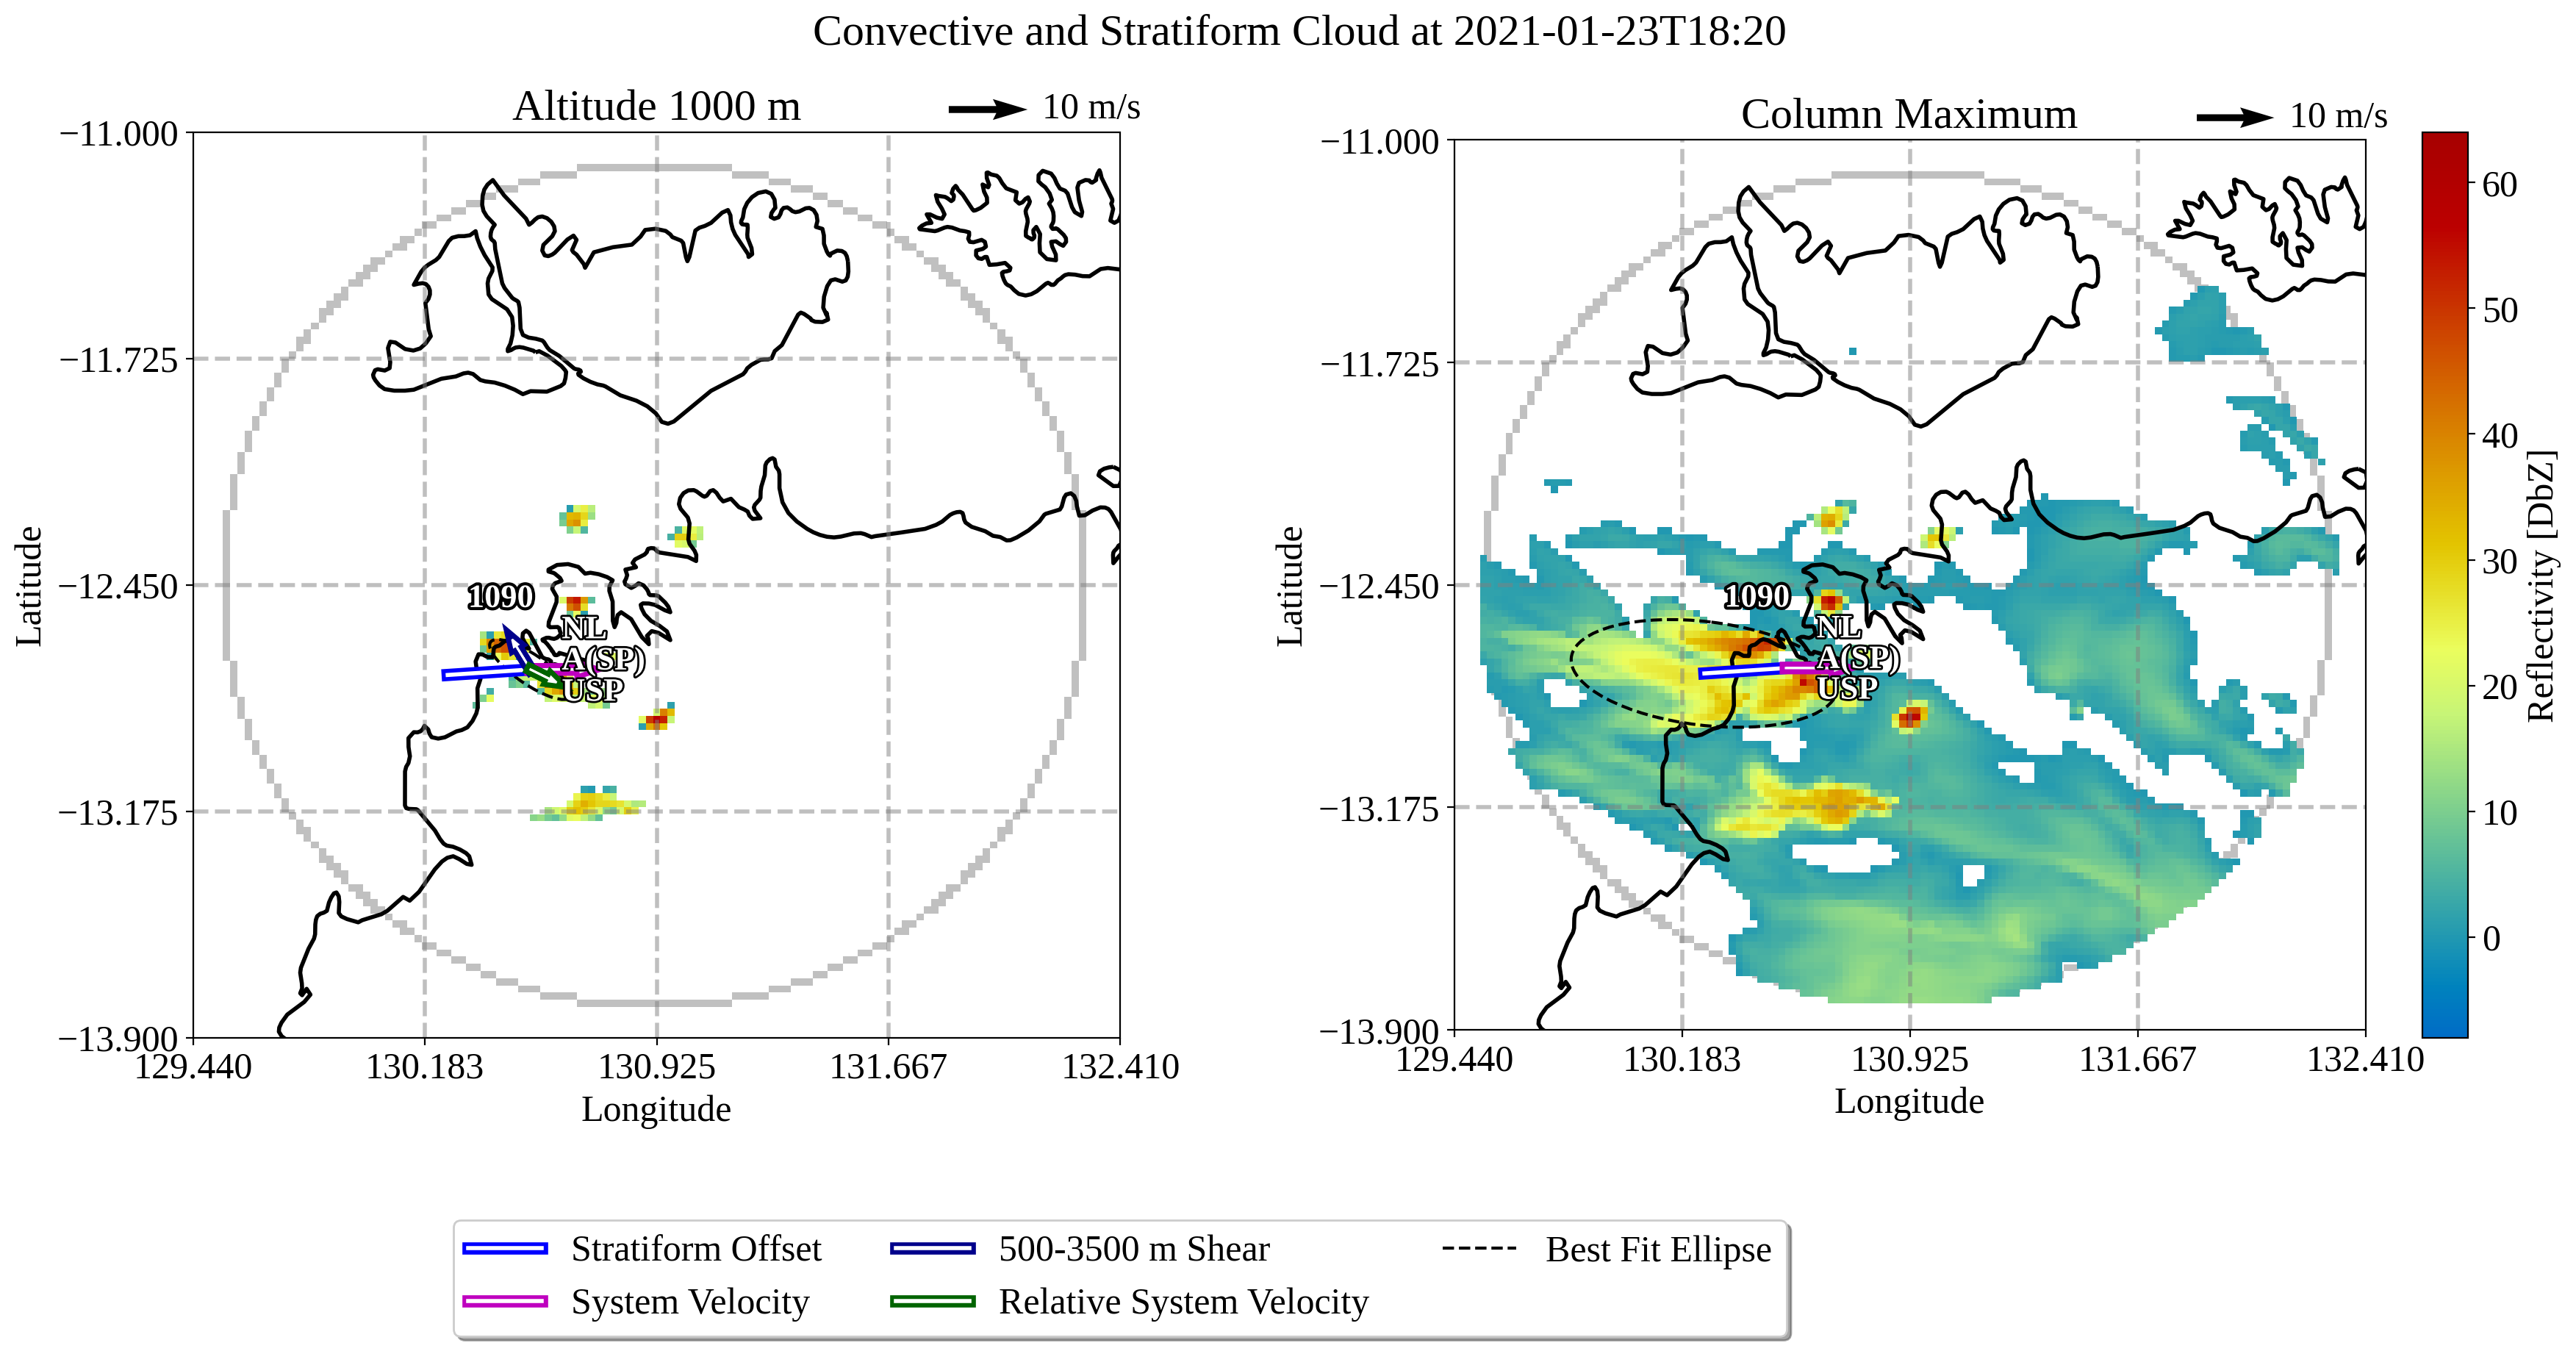 Convective and Stratiform Cloud at 2021-01-23T18:20
Altitude 1000 m
10 m/s
−11.000
−11.725
−12.450
−13.175
−13.900
129.440
130.183
130.925
131.667
132.410
Latitude
Longitude
1090
NL
A(SP)
USP
Column Maximum
10 m/s
−11.000
−11.725
−12.450
−13.175
−13.900
129.440
130.183
130.925
131.667
132.410
Latitude
Longitude
1090
NL
A(SP)
USP
60
50
40
30
20
10
0
Reflectivity [DbZ]
Stratiform Offset
System Velocity
500-3500 m Shear
Relative System Velocity
Best Fit Ellipse